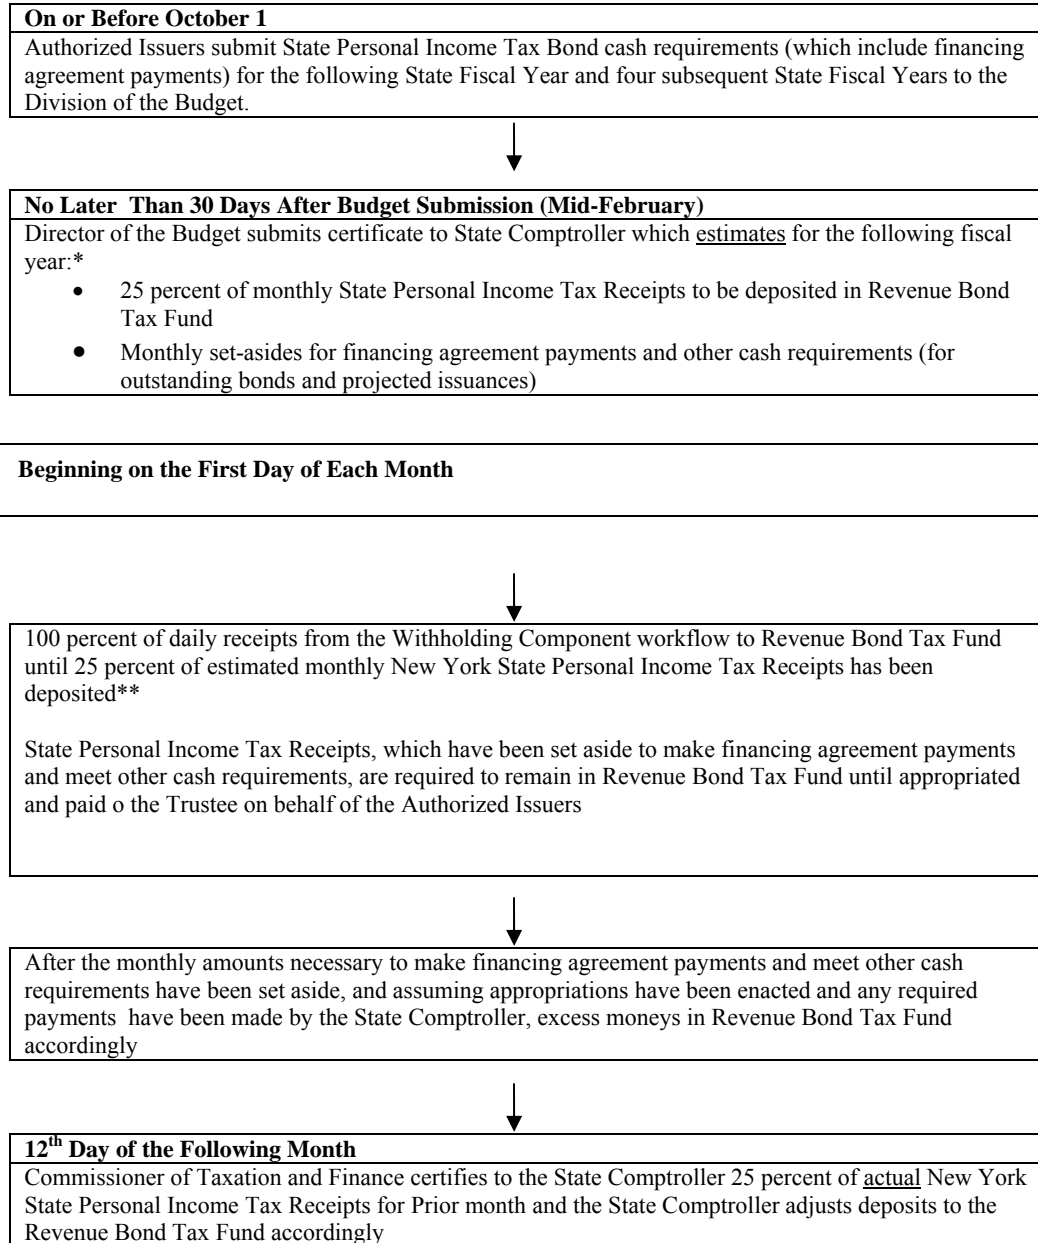 On or Before October 1
Authorized Issuers submit State Personal Income Tax Bond cash requirements (which include financing
agreement payments) for the following State Fiscal Year and four subsequent State Fiscal Years to the
Division of the Budget.
No Later Than 30 Days After Budget Submission (Mid-February)
Director of the Budget submits certificate to State Comptroller which estimates for the following fiscal
year:*
• 25 percent of monthly State Personal Income Tax Receipts to be deposited in Revenue Bond
Tax Fund
• Monthly set-asides for financing agreement payments and other cash requirements (for
outstanding bonds and projected issuances)
Beginning on the First Day of Each Month
100 percent of daily receipts from the Withholding Component workflow to Revenue Bond Tax Fund
until 25 percent of estimated monthly New York State Personal Income Tax Receipts has been
deposited**
State Personal Income Tax Receipts, which have been set aside to make financing agreement payments
and meet other cash requirements, are required to remain in Revenue Bond Tax Fund until appropriated
and paid o the Trustee on behalf of the Authorized Issuers
After the monthly amounts necessary to make financing agreement payments and meet other cash
requirements have been set aside, and assuming appropriations have been enacted and any required
payments have been made by the State Comptroller, excess moneys in Revenue Bond Tax Fund
accordingly
12th Day of the Following Month
Commissioner of Taxation and Finance certifies to the State Comptroller 25 percent of actual New York
State Personal Income Tax Receipts for Prior month and the State Comptroller adjusts deposits to the
Revenue Bond Tax Fund accordingly